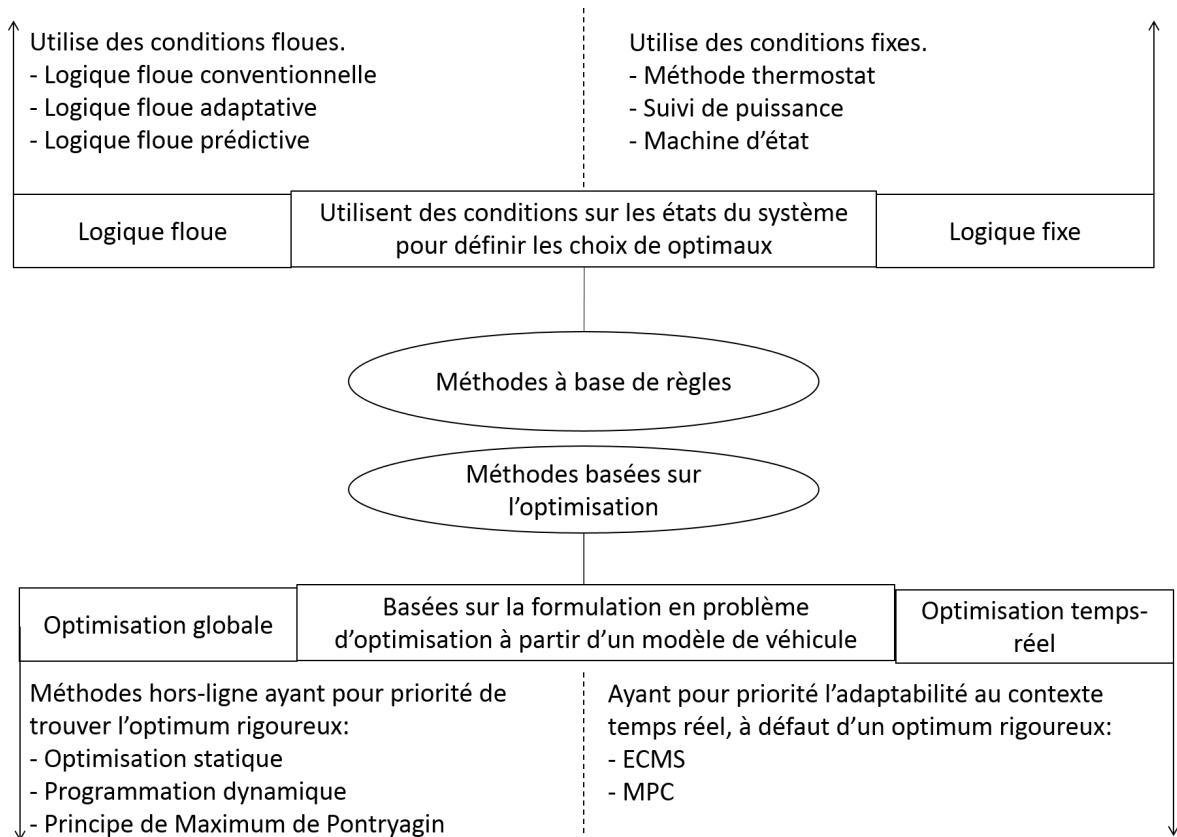 Utilise des conditions floues.
- Logique floue conventionnelle
- Logique floue adaptative
- Logique floue prédictive
Utilise des conditions fixes.
- Méthode thermostat
- Suivi de puissance
- Machine d'état
Logique floue
Utilisent des conditions sur les états du système
pour définir les choix de optimaux
Logique fixe
Méthodes à base de règles
Méthodes basées sur
l'optimisation
Optimisation globale
Basées sur la formulation en problème
d'optimisation à partir d'un modèle de véhicule
Optimisation temps-
réel
Méthodes hors-ligne ayant pour priorité de
trouver l'optimum rigoureux:
- Optimisation statique
- Programmation dynamique
- Principe de Maximum de Pontryagin
Ayant pour priorité l'adaptabilité au contexte
temps réel, à défaut d'un optimum rigoureux:
- ECMS
- MPC